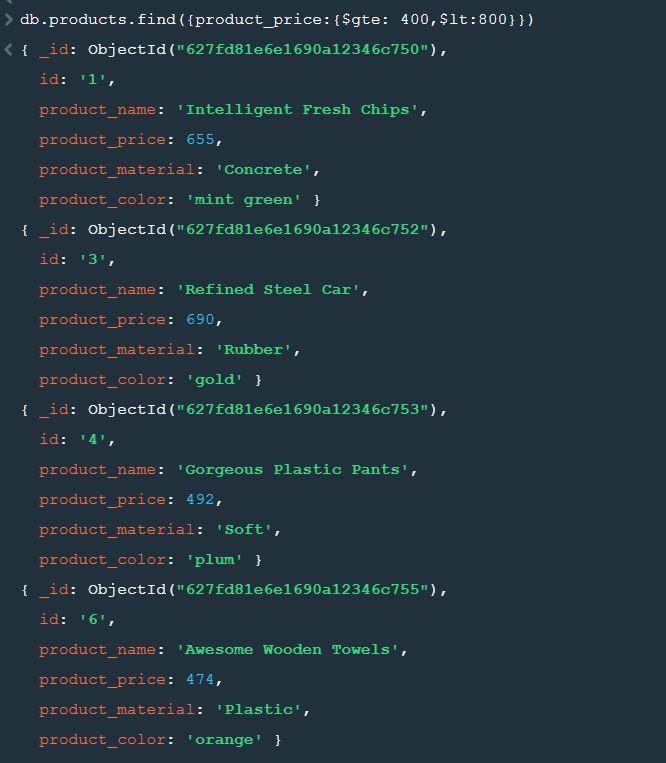 db.products.find({product_price:{$gte: 400,$lt:800}})
{ _id: ObjectId("627fd81e6e1690a12346c750"),
id: '1',
product_name: 'Intelligent Fresh Chips',
product_price: 655,
product_material: 'Concrete',
product_color: 'mint green' }
{ _id: ObjectId("627fd81e6e1690a12346c752"),
id: '3',
product_name: 'Refined Steel Car',
product_price: 690,
product_material: 'Rubber',
product_color: 'gold' }
{ _id: ObjectId("627fd81e6e1690a12346c753"),
id: '4',
product_name: 'Gorgeous Plastic Pants',
product_price: 492,
product_material: 'Soft',
product_color: 'plum' }
{ _id: ObjectId("627fd81e6e1690a12346c755"),
id: '6',
product_name: 'Awesome Wooden Towels',
product_price: 474,
product_material: 'Plastic',
product_color: 'orange' }